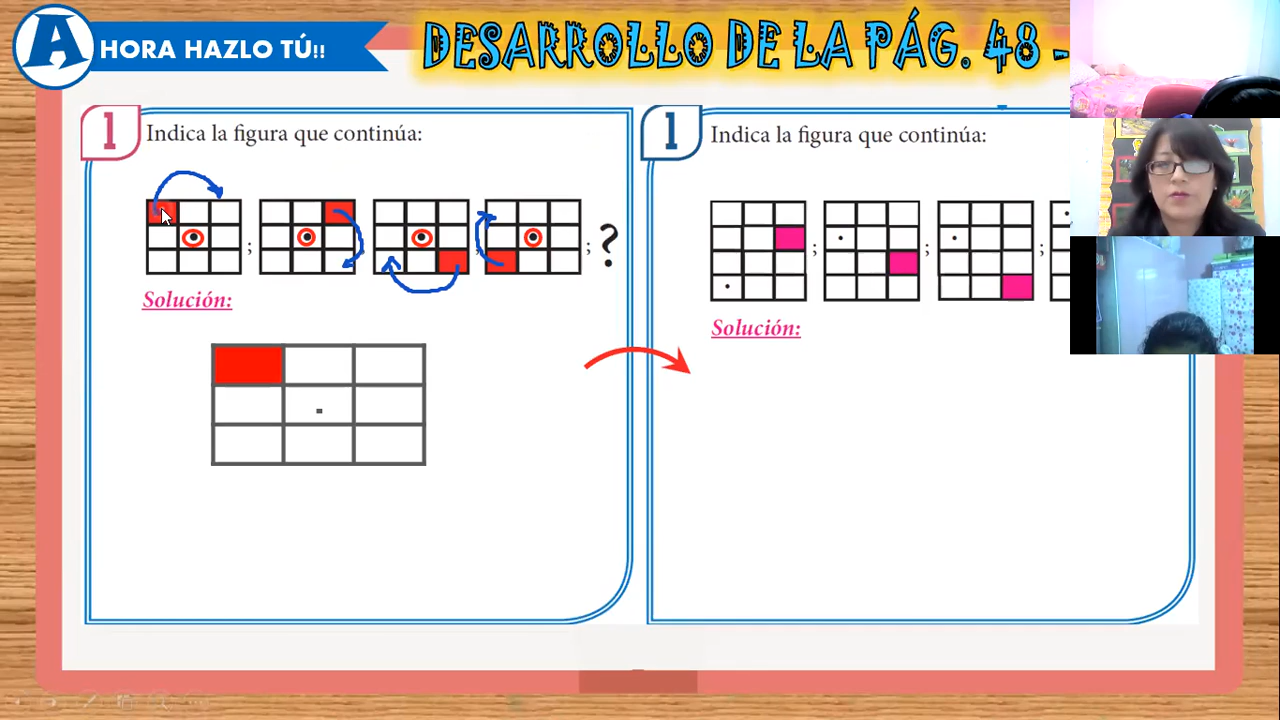 A HORA HAZLO TÚ!!
DESARROLLO DE LA PÁG. 48 -
1 Indica la figura que continúa:
; ; ; ; ?
Solución:
1 Indica la figura que continúa:
; ; ;
Solución: